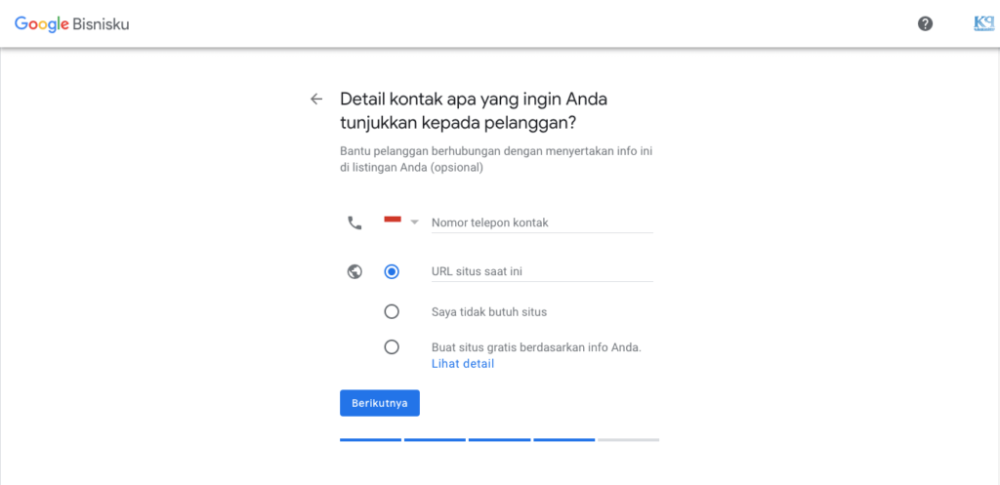 Google Bisnisku
Detail kontak apa yang ingin Anda
tunjukkan kepada pelanggan?
Bantu pelanggan berhubungan dengan menyertakan info ini
di listingan Anda (opsional)
Nomor telepon kontak
URL situs saat ini
Saya tidak butuh situs
Buat situs gratis berdasarkan info Anda.
Lihat detail
Berikutnya